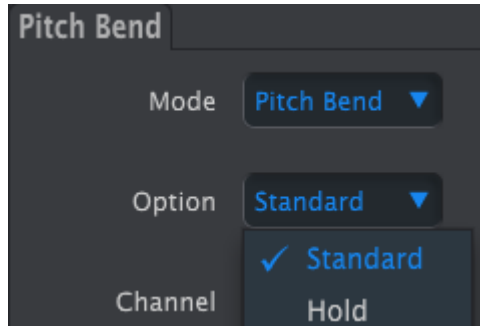 Pitch Bend
Mode Pitch Bend
Option Standard
Standard
Channel Hold